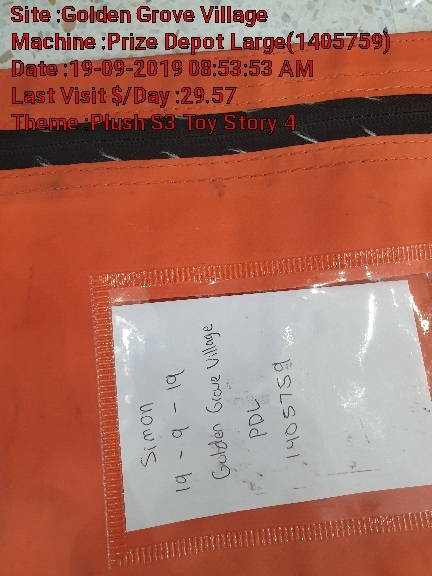 Site :Golden Grove Village
Machine :Prize Depot Large(1405759)
Date :19-09-2019 08:53:53 AM
Last Visit $/Day :29.57
Theme :Plush S3 Toy Story 4
Simon
19 - 9 - 19
Golden Grove Village
PDL
1405759